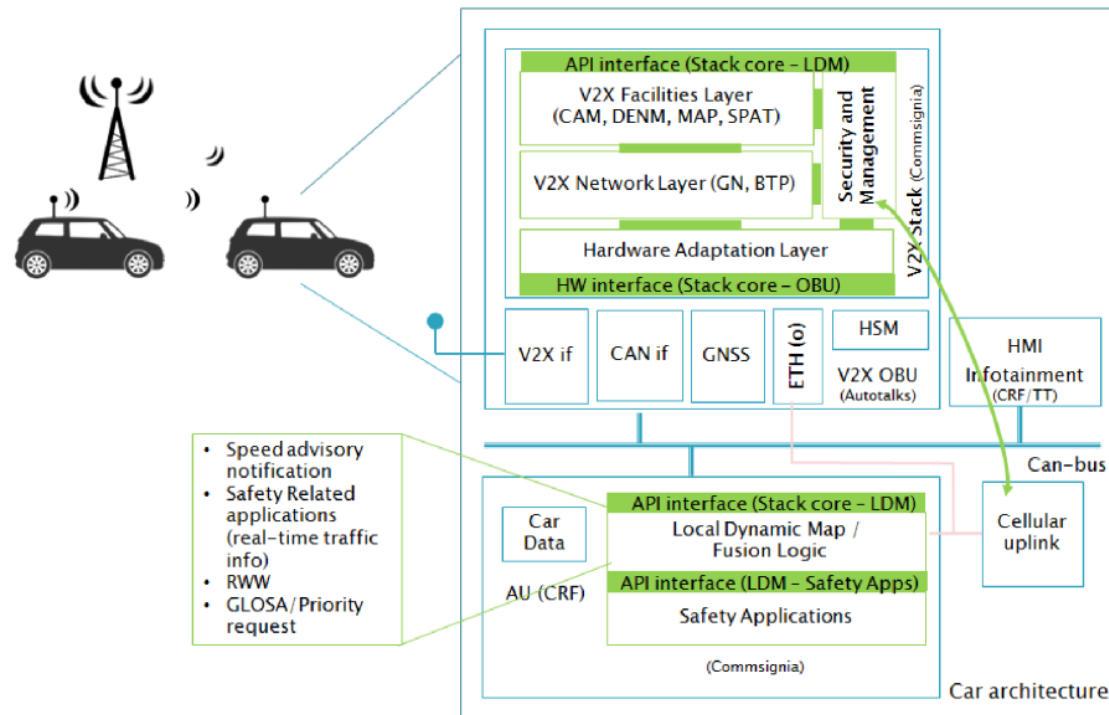 API interface (Stack core – LDM)
V2X Facilities Layer
(CAM, DENM, MAP, SPAT)
V2X Network Layer (GN, BTP)
Security and
Management
Hardware Adaptation Layer
HW interface (Stack core – OBU)
V2X Stack (Commsignia)
V2X if
CAN if
GNSS
ETH (o)
HSM
V2X OBU
(Autotalks)
HMI
Infotainment
(CRF/TT)
Can-bus
• Speed advisory
notification
• Safety Related
applications
(real-time traffic
info)
• RWW
• GLOSA/Priority
request
Car
Data
AU (CRF)
API interface (Stack core – LDM)
Local Dynamic Map /
Fusion Logic
API interface (LDM – Safety Apps)
Safety Applications
(Commsignia)
Cellular
uplink
Car architecture